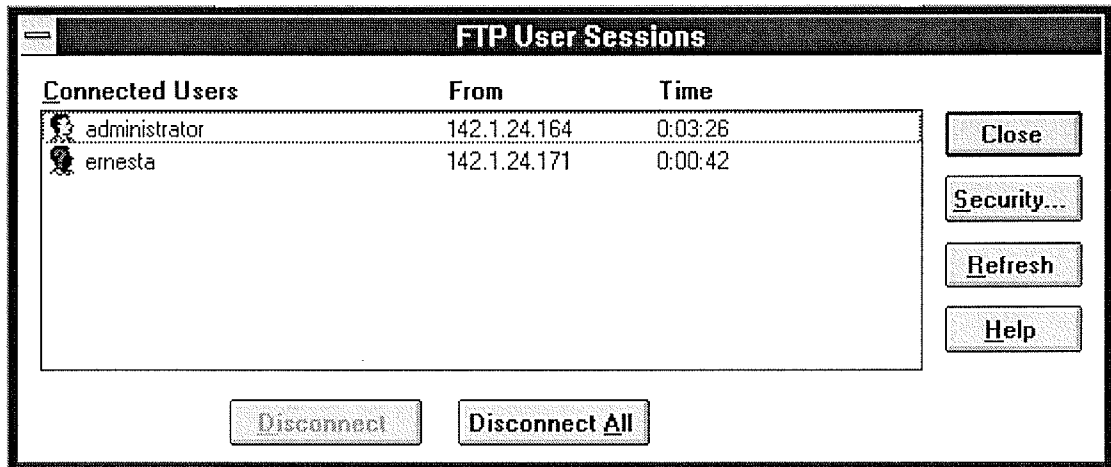 FTP User Sessions
Connected Users From Time
administrator 142.1.24.164 0:03:26
ernesta 142.1.24.171 0:00:42
Close
Security...
Refresh
Help
Disconnect Disconnect All